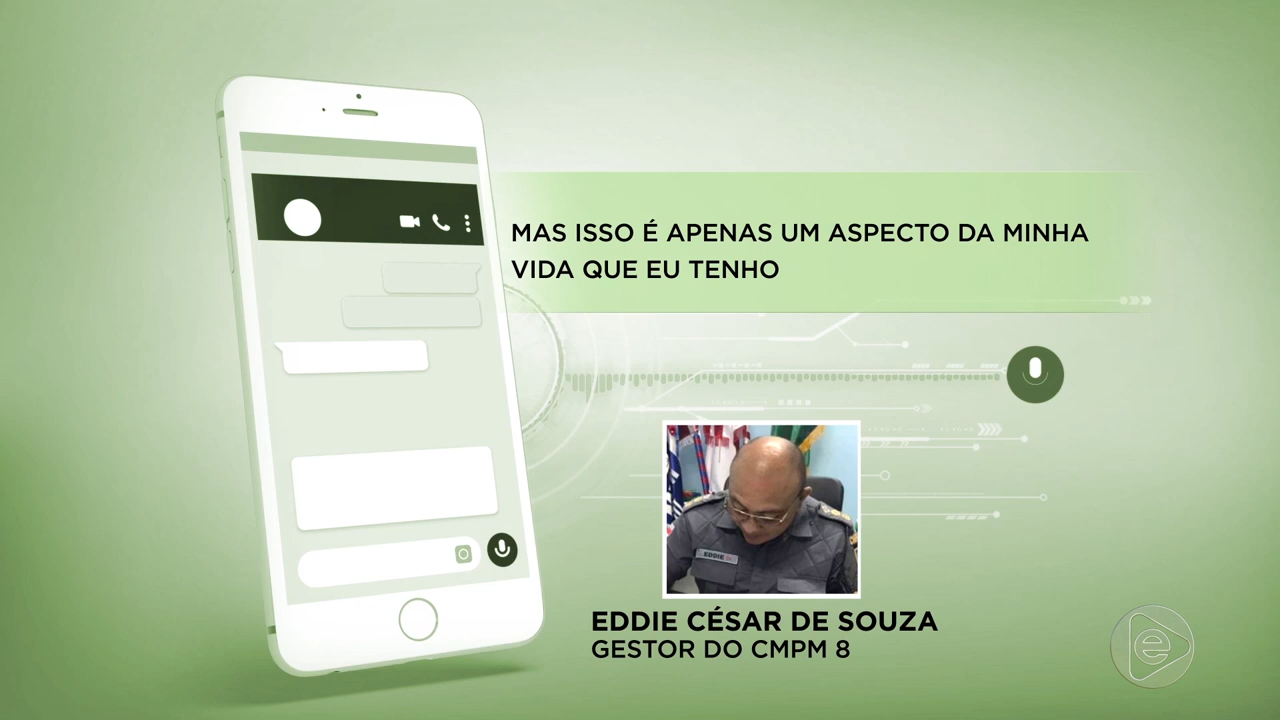 MAS ISSO É APENAS UM ASPECTO DA MINHA
VIDA QUE EU TENHO
EDDIE
EDDIE CÉSAR DE SOUZA
GESTOR DO CMPM 8
e